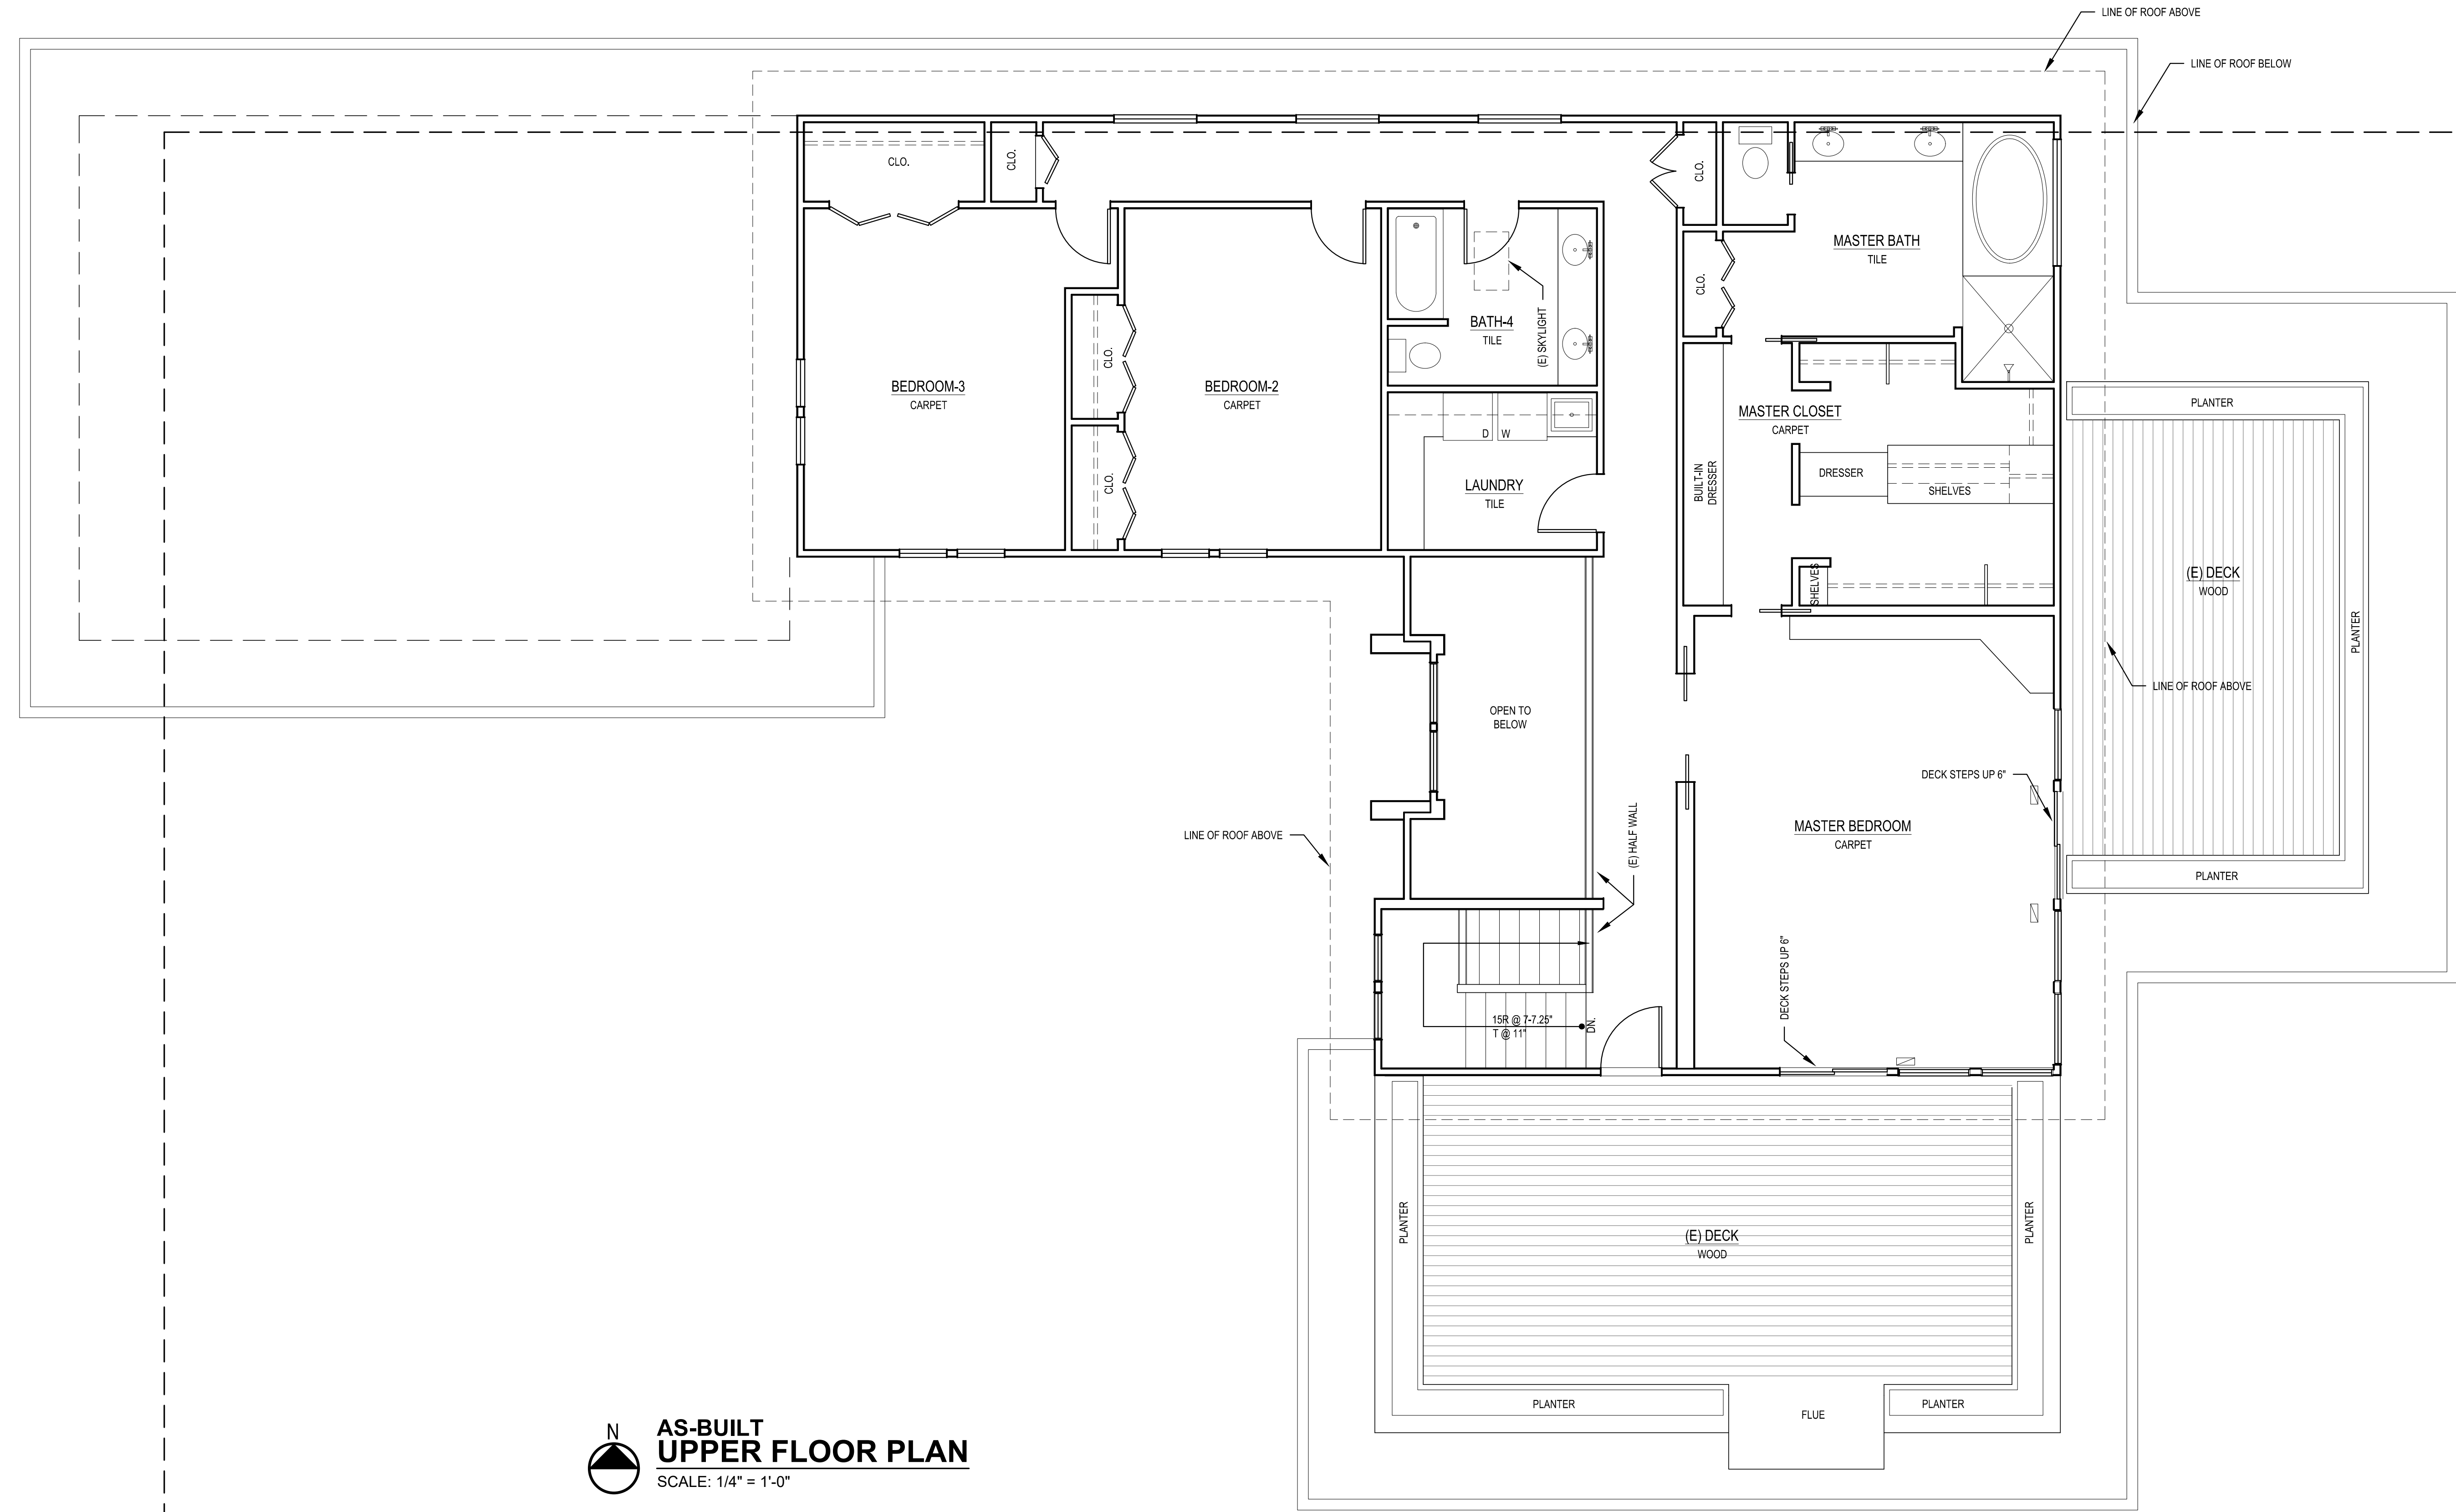 LINE OF ROOF ABOVE
LINE OF ROOF BELOW
CLO.
CLO.
CLO.
MASTER BATH
TILE
CLO.
BATH-4
TILE
(E) SKYLIGHT
BEDROOM-3
CARPET
CLO.
BEDROOM-2
CARPET
MASTER CLOSET
CARPET
PLANTER
D
W
CLO.
LAUNDRY
TILE
BUILT-IN
DRESSER
DRESSER
SHELVES
SHELVES
(E) DECK
WOOD
PLANTER
LINE OF ROOF ABOVE
OPEN TO
BELOW
DECK STEPS UP 6"
LINE OF ROOF ABOVE
(E) HALF WALL
MASTER BEDROOM
CARPET
PLANTER
DECK STEPS UP 6"
15R @ 7-7.25"
T @ 11"
DN.
PLANTER
(E) DECK
WOOD
PLANTER
PLANTER
FLUE
PLANTER
N
AS-BUILT
UPPER FLOOR PLAN
SCALE: 1/4" = 1'-0"